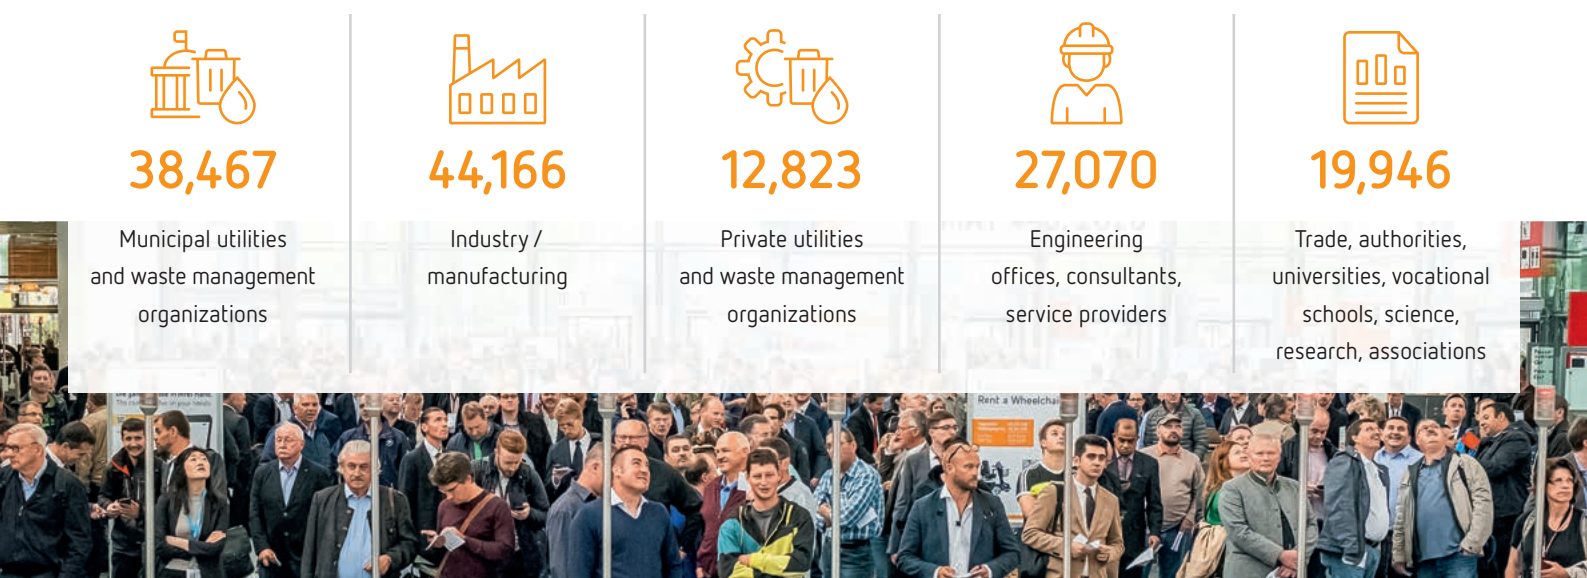 38,467
Municipal utilities
and waste management
organizations
44,166
Industry /
manufacturing
12,823
Private utilities
and waste management
organizations
27,070
Engineering
offices, consultants,
service providers
19,946
Trade, authorities,
universities, vocational
schools, science,
research, associations
Rent a Wheelchai